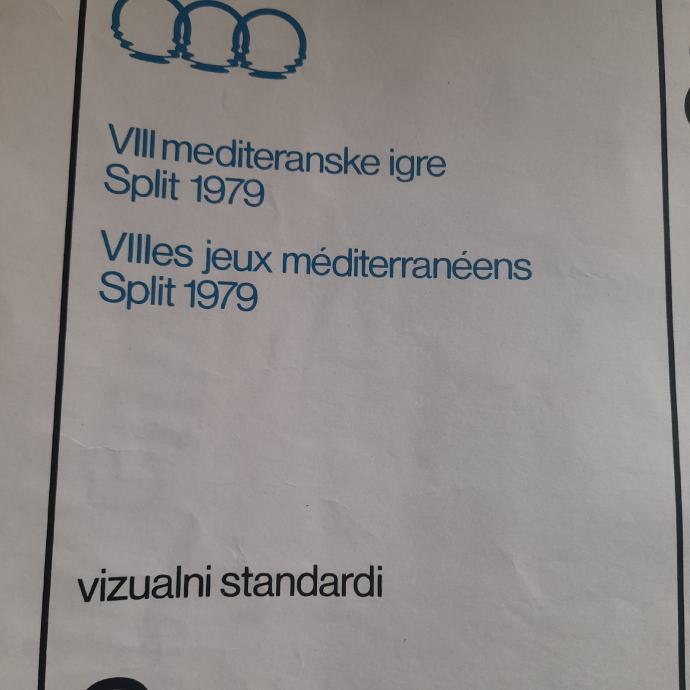 VIII mediteranske igre
Split 1979
VIIIes jeux méditerranéens
Split 1979
vizualni standardi